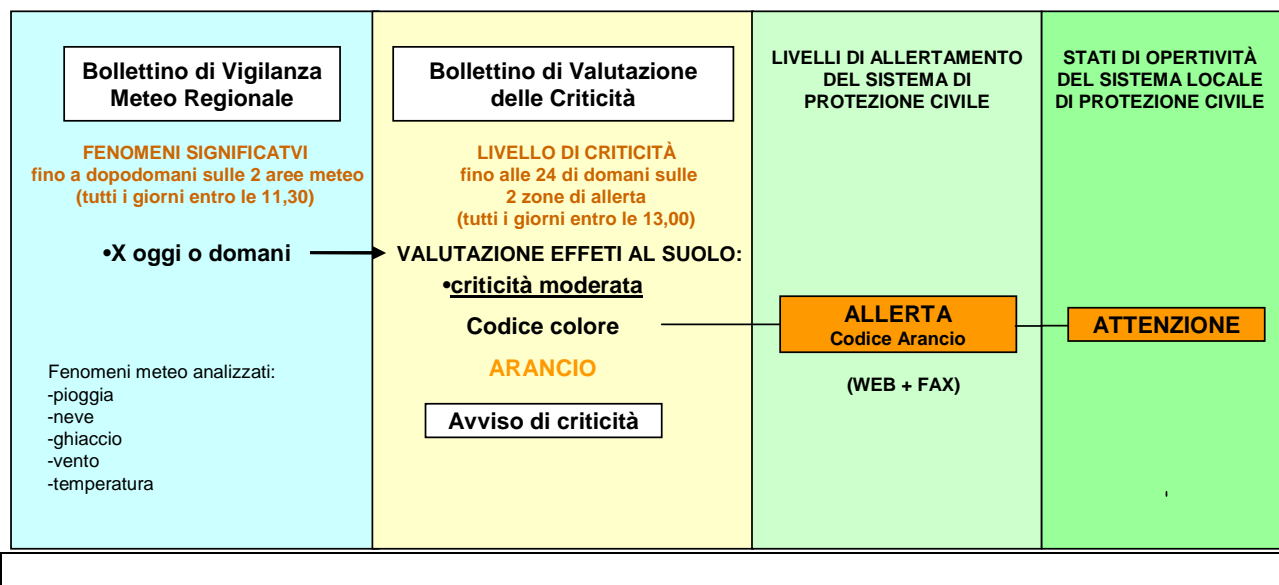 Bollettino di Vigilanza
Meteo Regionale
FENOMENI SIGNIFICATVI
fino a dopodomani sulle 2 aree meteo
(tutti i giorni entro le 11,30)
•X oggi o domani
Fenomeni meteo analizzati:
-pioggia
-neve
-ghiaccio
-vento
-temperatura
Bollettino di Valutazione
delle Criticità
LIVELLO DI CRITICITÀ
fino alle 24 di domani sulle
2 zone di allerta
(tutti i giorni entro le 13,00)
VALUTAZIONE EFFETI AL SUOLO:
•criticità moderata
Codice colore
ARANCIO
Avviso di criticità
LIVELLI DI ALLERTAMENTO
DEL SISTEMA DI
PROTEZIONE CIVILE
ALLERTA
Codice Arancio
(WEB + FAX)
STATI DI OPERTIVITÀ
DEL SISTEMA LOCALE
DI PROTEZIONE CIVILE
ATTENZIONE